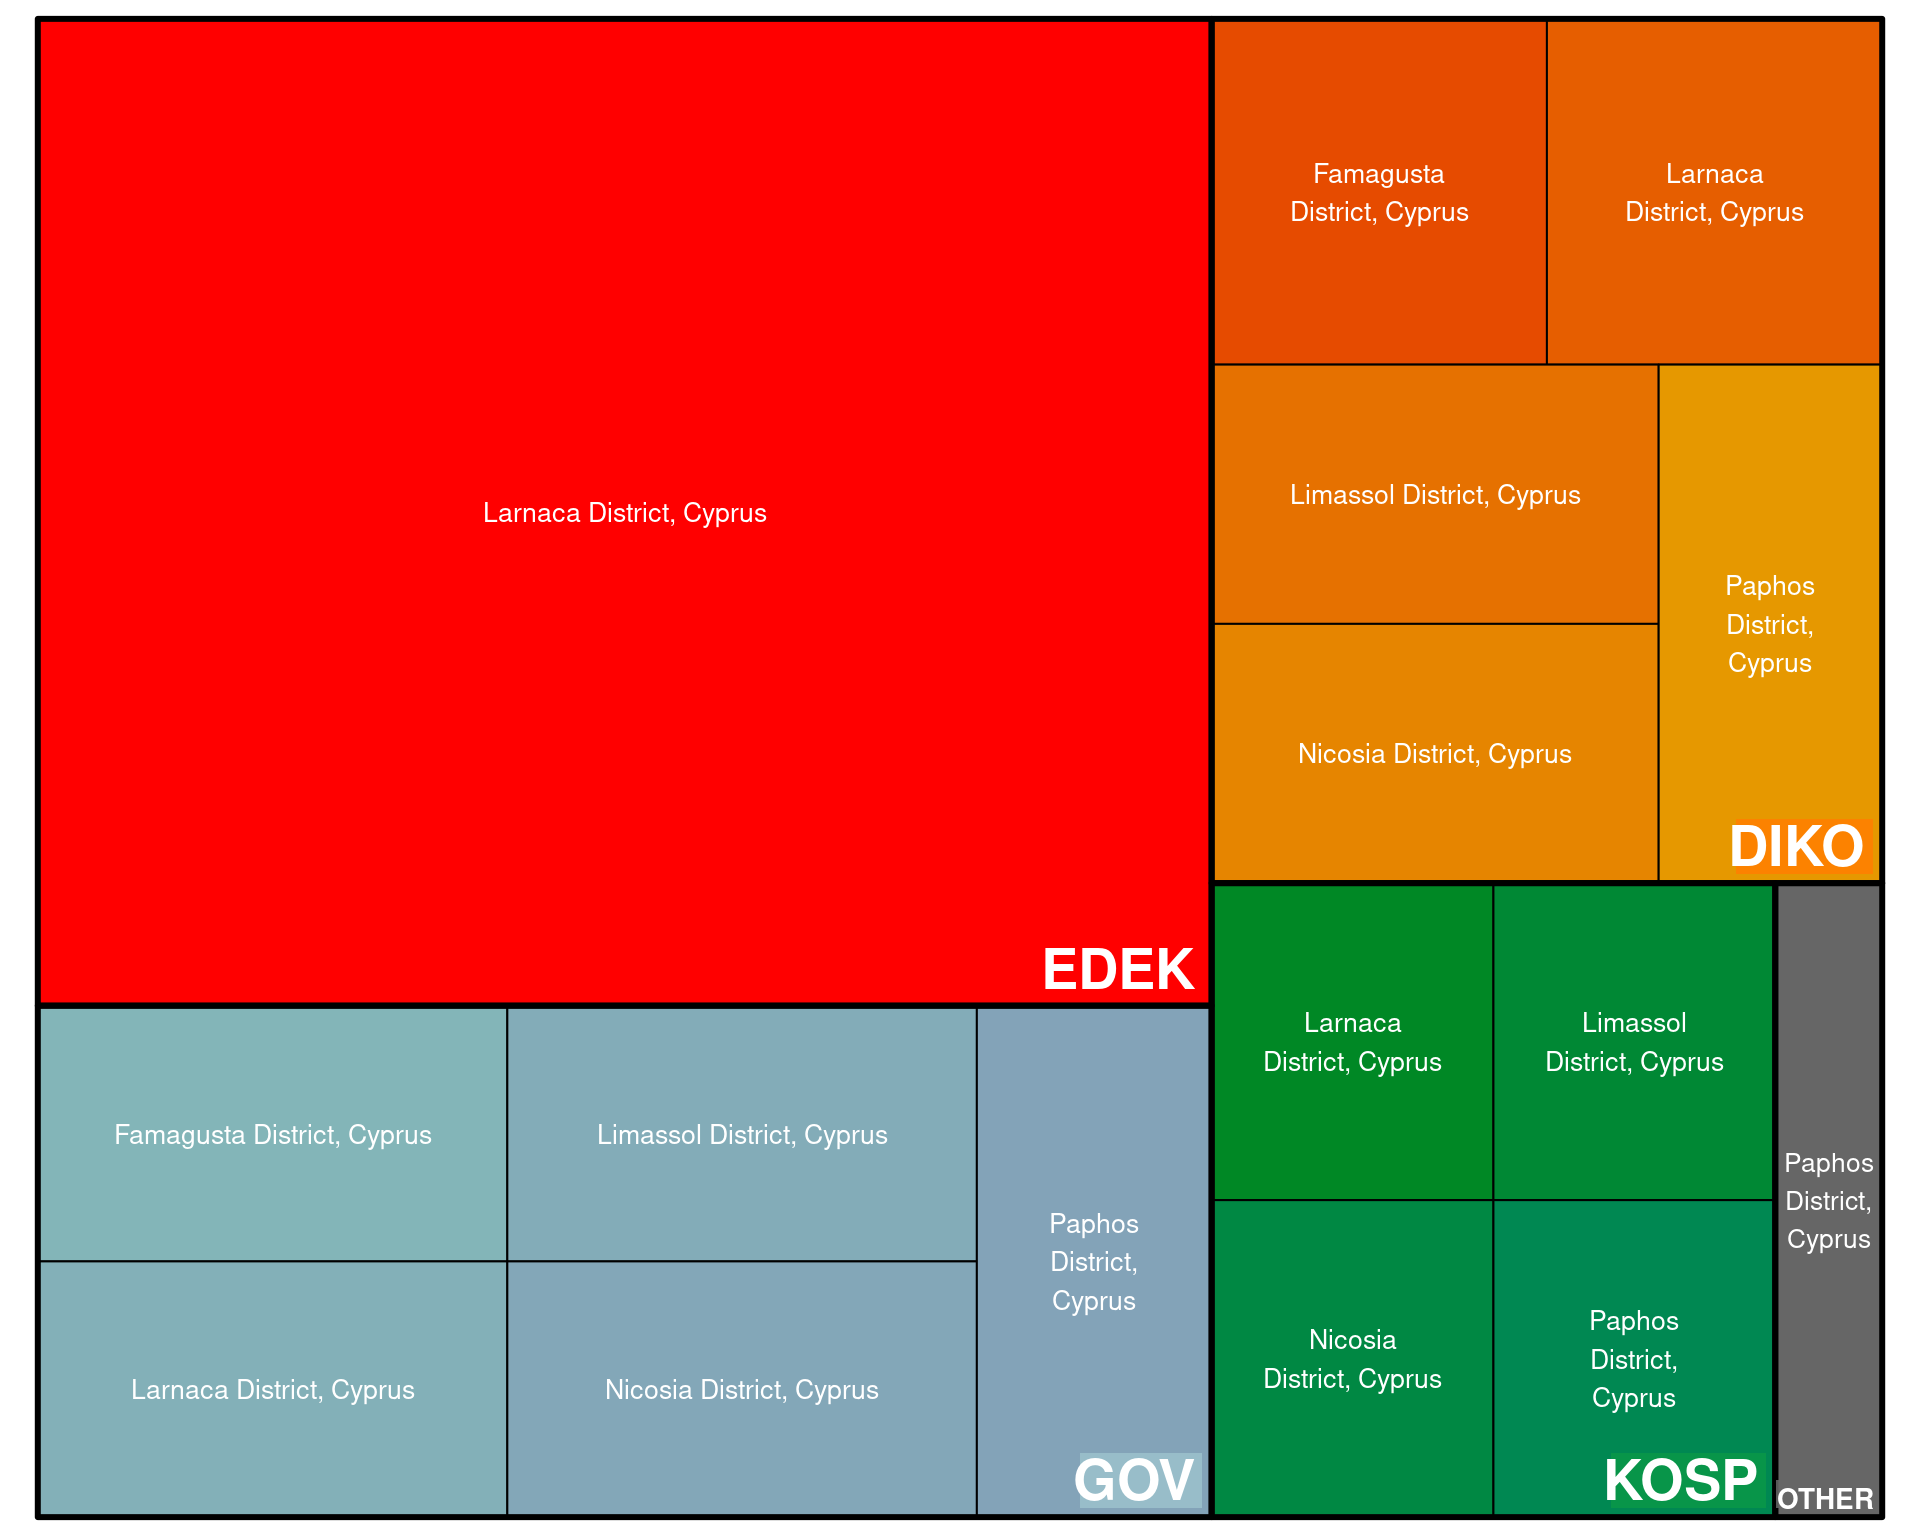 Larnaca District, Cyprus
EDEK
Famagusta
District, Cyprus
Larnaca
District, Cyprus
Limassol District, Cyprus
Nicosia District, Cyprus
Paphos
District,
Cyprus
DIKO
Famagusta District, Cyprus
Limassol District, Cyprus
Larnaca District, Cyprus
Nicosia District, Cyprus
Paphos
District,
Cyprus
GOV
Larnaca
District, Cyprus
Limassol
District, Cyprus
Nicosia
District, Cyprus
Paphos
District,
Cyprus
KOSP
Paphos
District,
Cyprus
OTHER